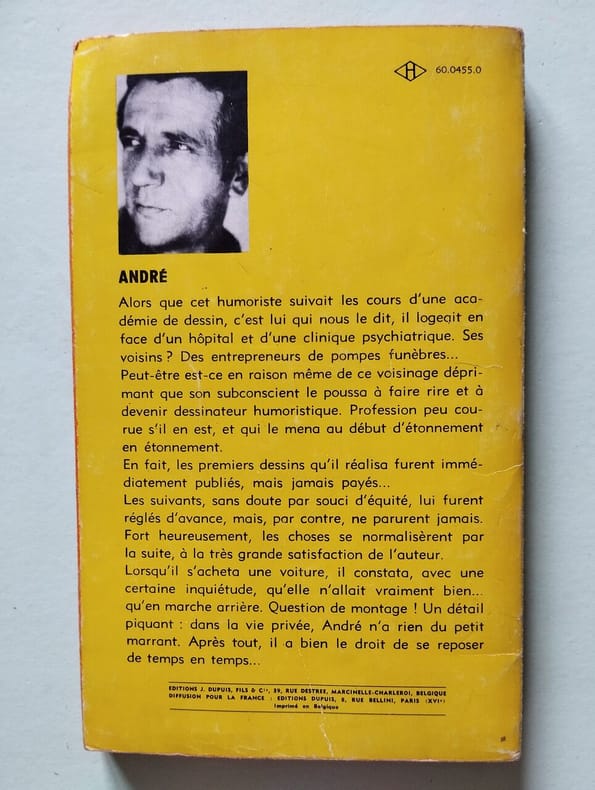 H 60.0455.0
ANDRÉ
Alors que cet humoriste suivait les cours d'une aca-
démie de dessin, c'est lui qui nous le dit, il logeait en
face d'un hôpital et d'une clinique psychiatrique. Ses
voisins ? Des entrepreneurs de pompes funèbres...
Peut-être est-ce en raison même de ce voisinage dépri-
mant que son subconscient le poussa à faire rire et à
devenir dessinateur humoristique. Profession peu cou-
rue s'il en est, et qui le mena au début d'étonnement
en étonnement.
En fait, les premiers dessins qu'il réalisa furent immé-
diatement publiés, mais jamais payés...
Les suivants, sans doute par souci d'équité, lui furent
réglés d'avance, mais, par contre, ne parurent jamais.
Fort heureusement, les choses se normalisèrent par
la suite, à la très grande satisfaction de l'auteur.
Lorsqu'il s'acheta une voiture, il constata, avec une
certaine inquiétude, qu'elle n'allait vraiment bien...
qu'en marche arrière. Question de montage ! Un détail
piquant : dans la vie privée, André n'a rien du petit
marrant. Après tout, il a bien le droit de se reposer
de temps en temps...
EDITIONS J. DUPUIS, FILS & Cie, 39, RUE DESTREE, MARCINELLE-CHARLEROI, BELGIQUE
DIFFUSION POUR LA FRANCE : EDITIONS DUPUIS, 8, RUE BELLINI, PARIS (XVIe)
Imprimé en Belgique